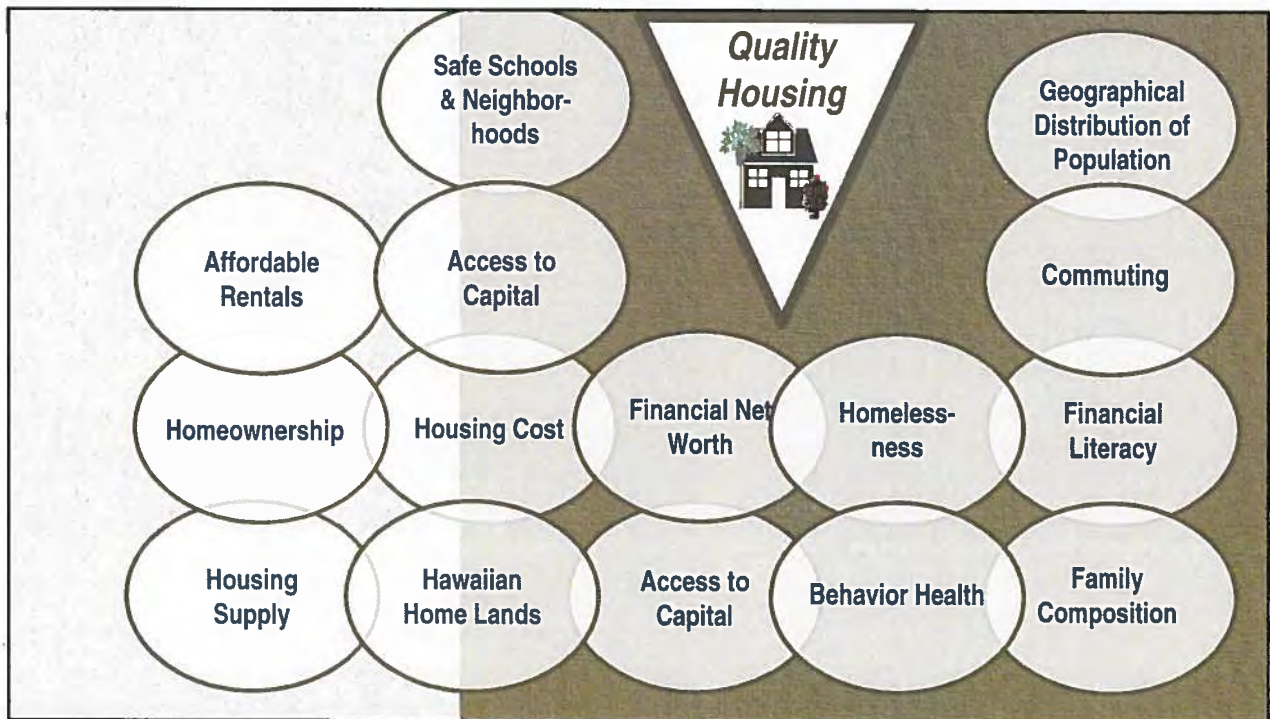 Safe Schools
& Neighbor-
hoods
Quality
Housing
Geographical
Distribution of
Population
Affordable
Rentals
Access to
Capital
Commuting
Homeownership
Housing Cost
Financial Net
Worth
Homeless-
ness
Financial
Literacy
Housing
Supply
Hawaiian
Home Lands
Access to
Capital
Behavior Health
Family
Composition